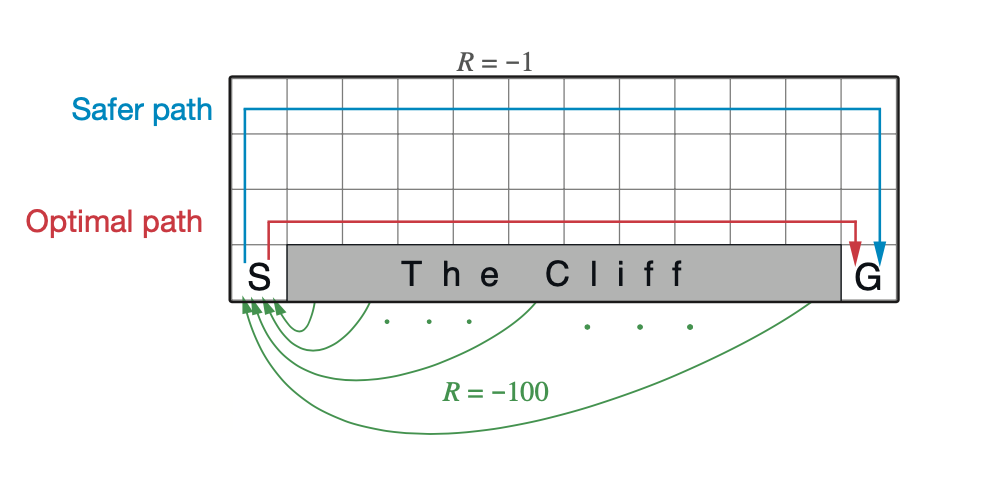 R = −1
Safer path
Optimal path
S The Cliff G
R = −100